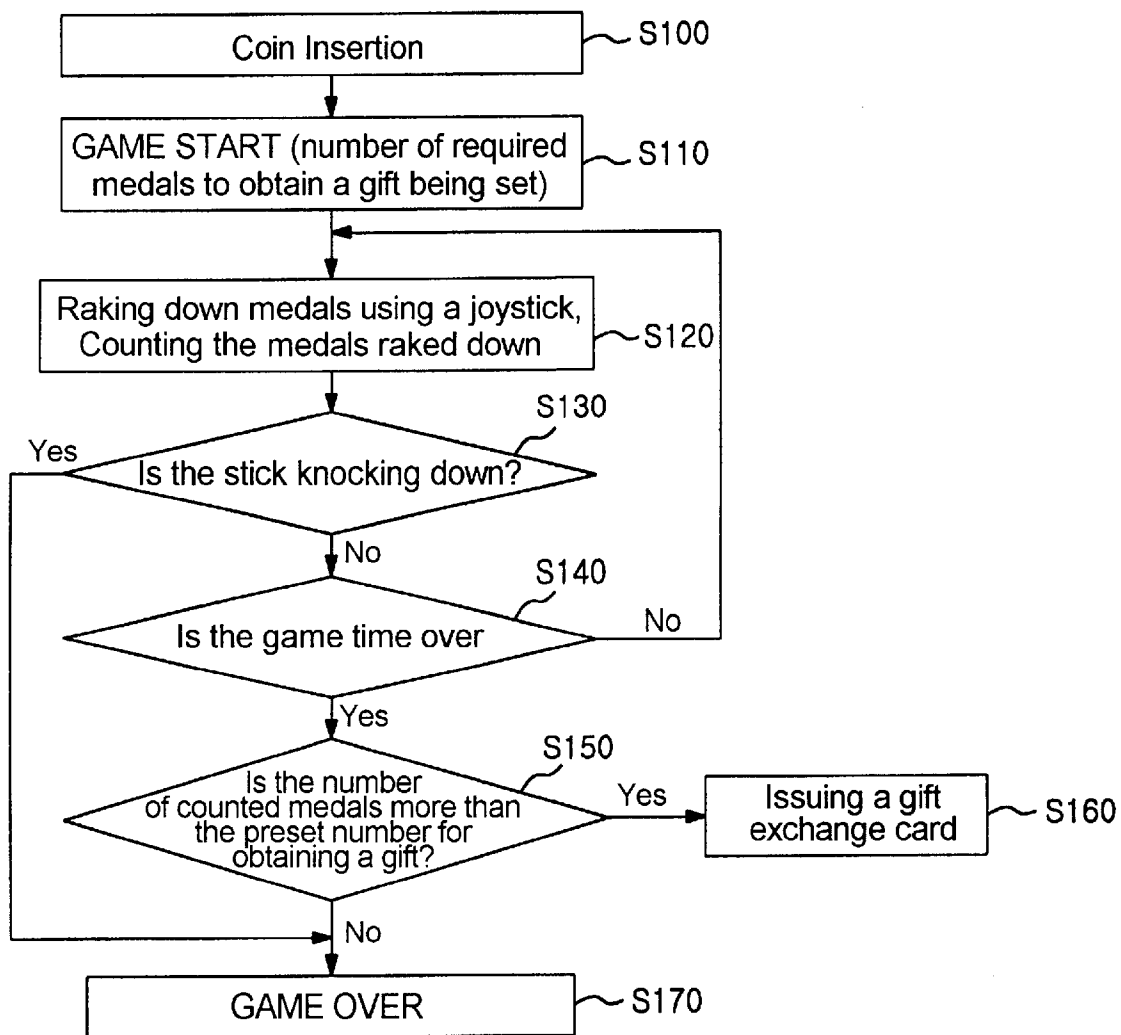 Coin Insertion
S100
GAME START (number of required
medals to obtain a gift being set)
S110
Raking down medals using a joystick,
Counting the medals raked down
S120
S130
Yes
Is the stick knocking down?
No
S140
Is the game time over
No
Yes
S150
Is the number
of counted medals more than
the preset number for
obtaining a gift?
Yes
Issuing a gift
exchange card
S160
No
GAME OVER
S170